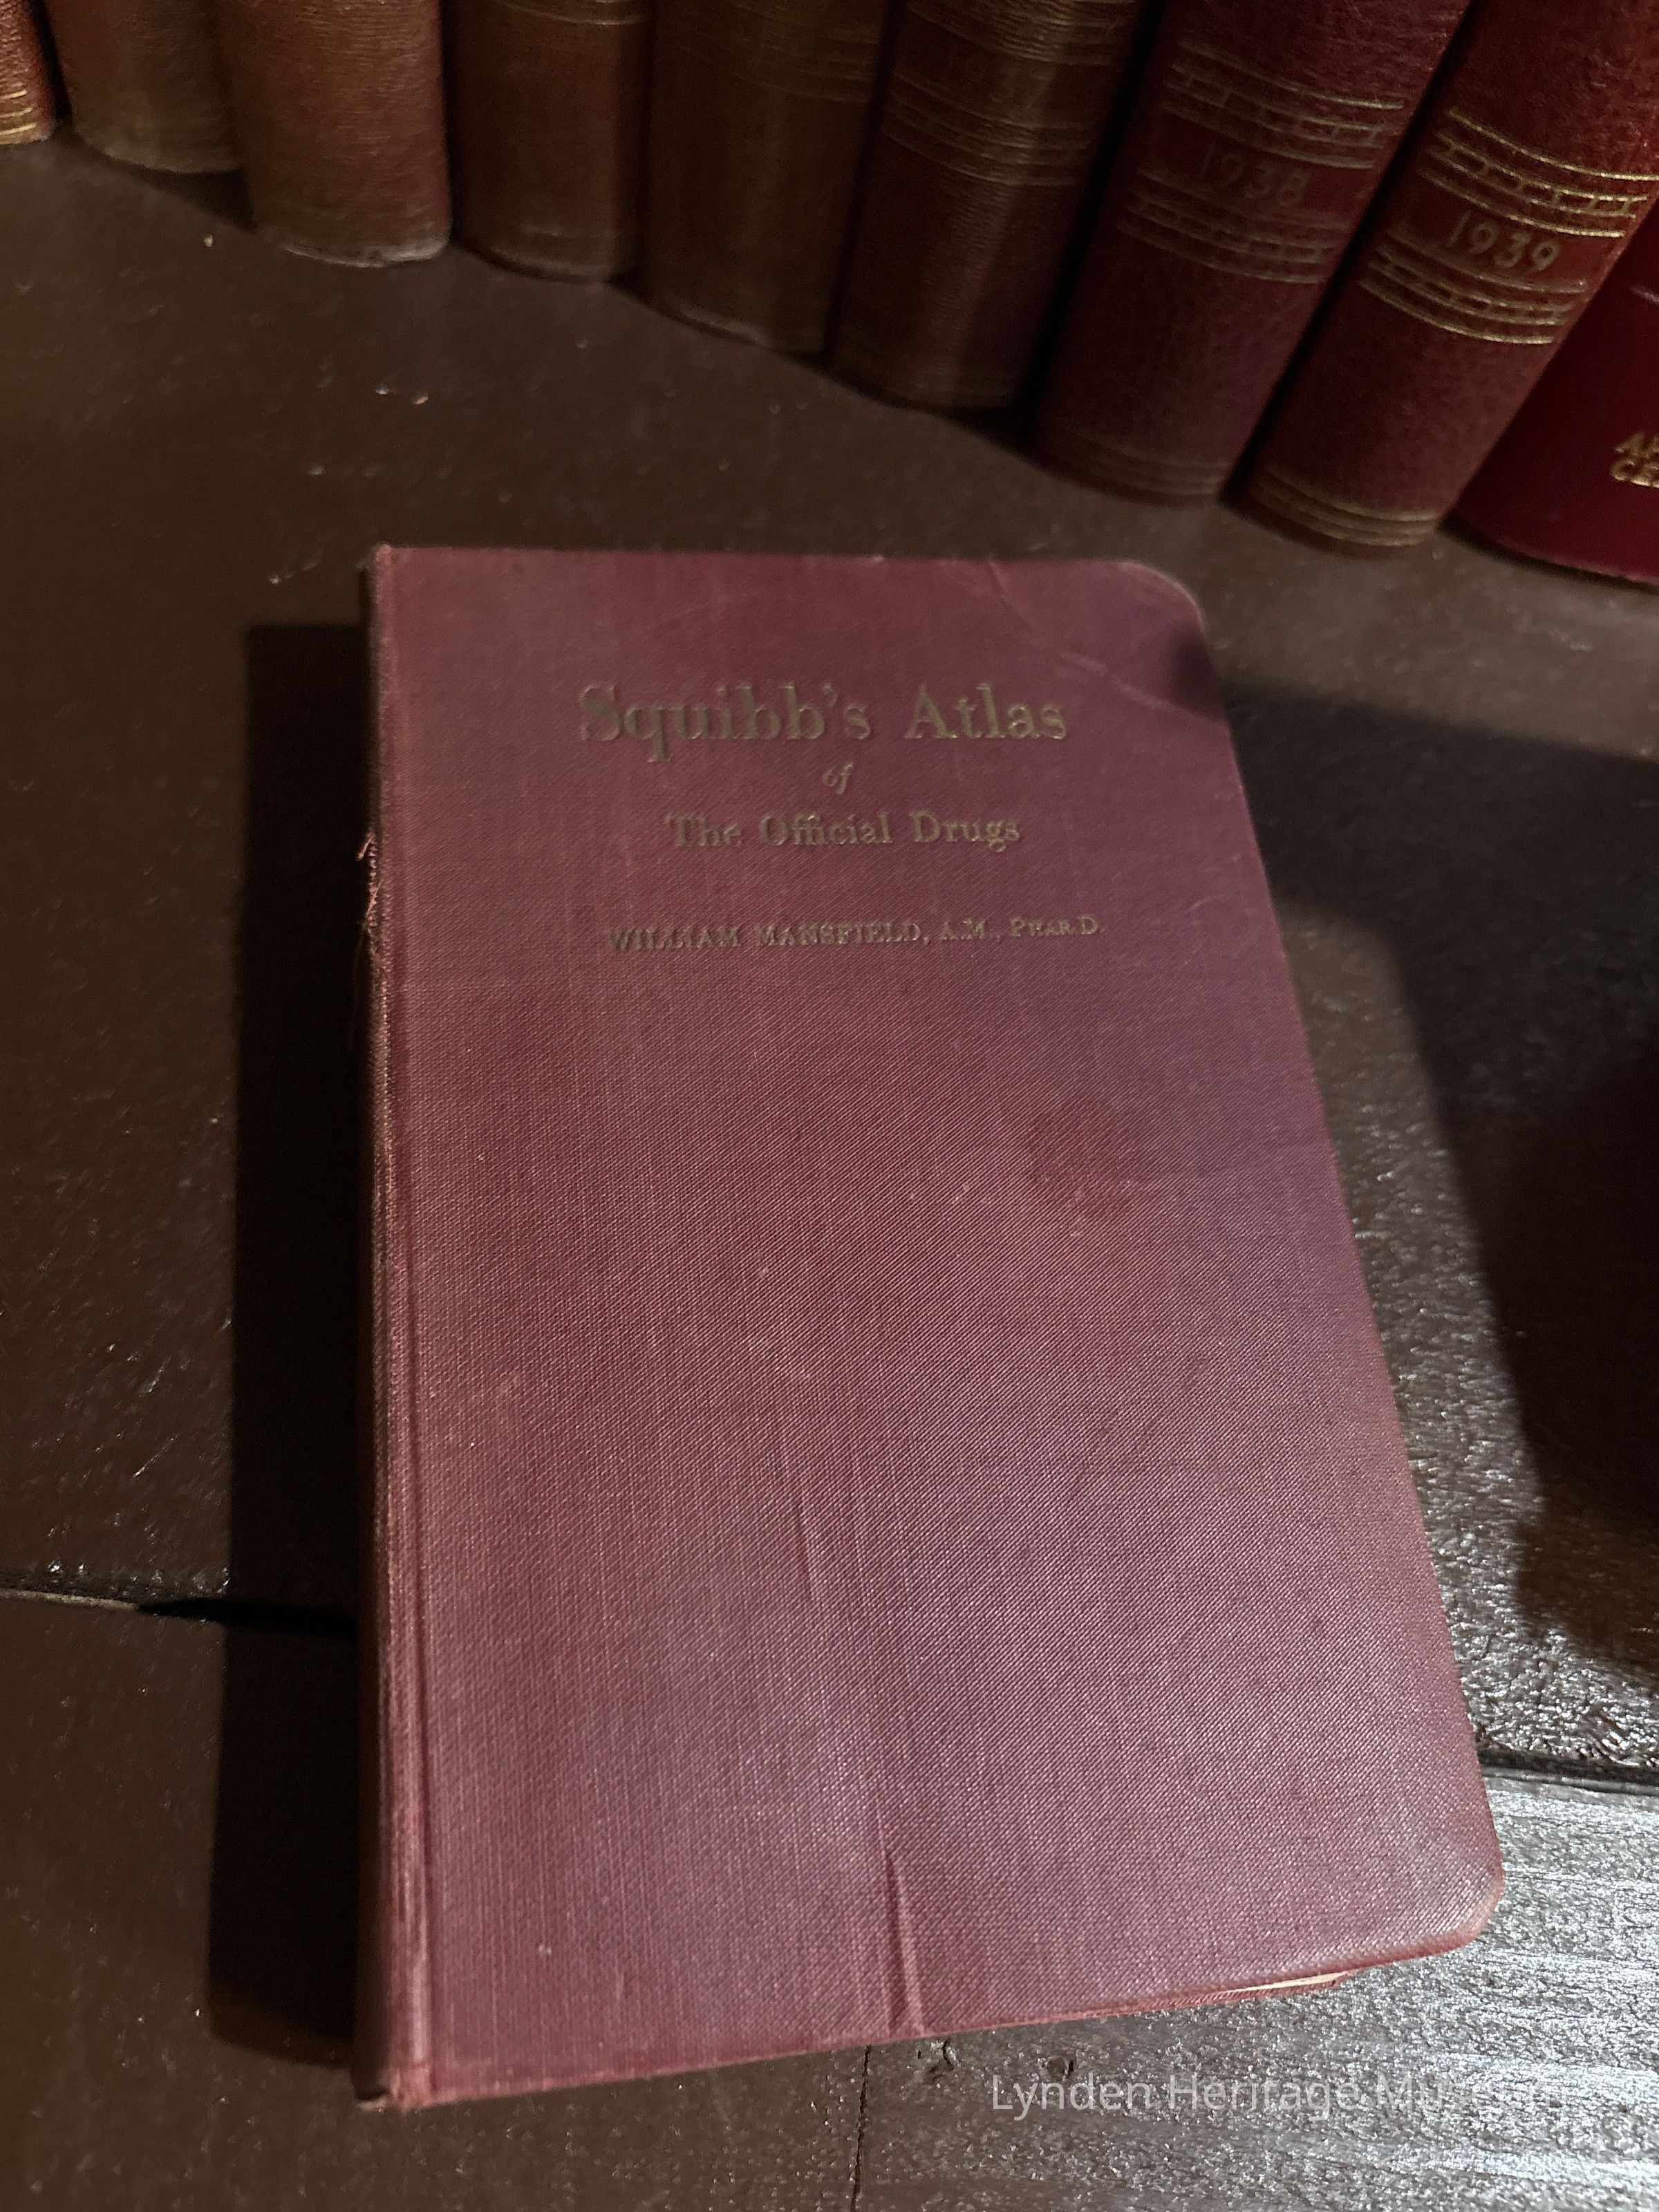 1938
1939
Squibb's Atlas
of
The Official Drugs
WILLIAM MANSFIELD, A.M., PHAR.D.
Lynden Heritage Museum